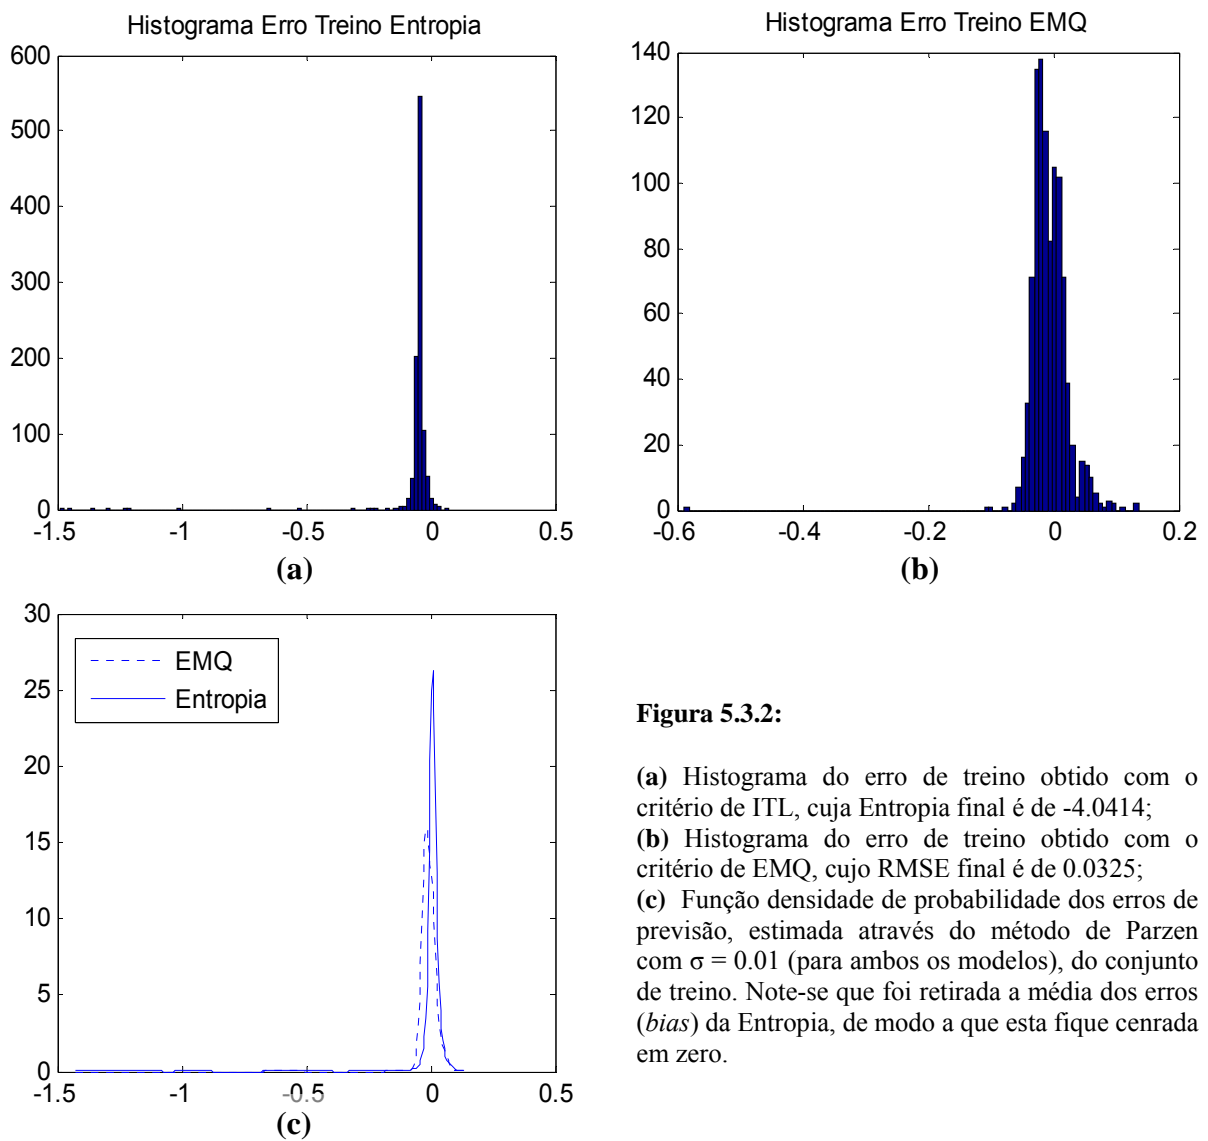 Histograma Erro Treino Entropia
600
500
400
300
200
100
0
-1.5 -1 -0.5 0 0.5
(a)
Histograma Erro Treino EMQ
140
120
100
80
60
40
20
0
-0.6 -0.4 -0.2 0 0.2
(b)
30
25
20
15
10
5
0
-1.5 -1 -0.5 0 0.5
EMQ
Entropia
(c)
Figura 5.3.2:
(a) Histograma do erro de treino obtido com o
critério de ITL, cuja Entropia final é de -4.0414;
(b) Histograma do erro de treino obtido com o
critério de EMQ, cujo RMSE final é de 0.0325;
(c) Função densidade de probabilidade dos erros de
previsão, estimada através do método de Parzen
com σ = 0.01 (para ambos os modelos), do conjunto
de treino. Note-se que foi retirada a média dos erros
(bias) da Entropia, de modo a que esta fique cenrada
em zero.